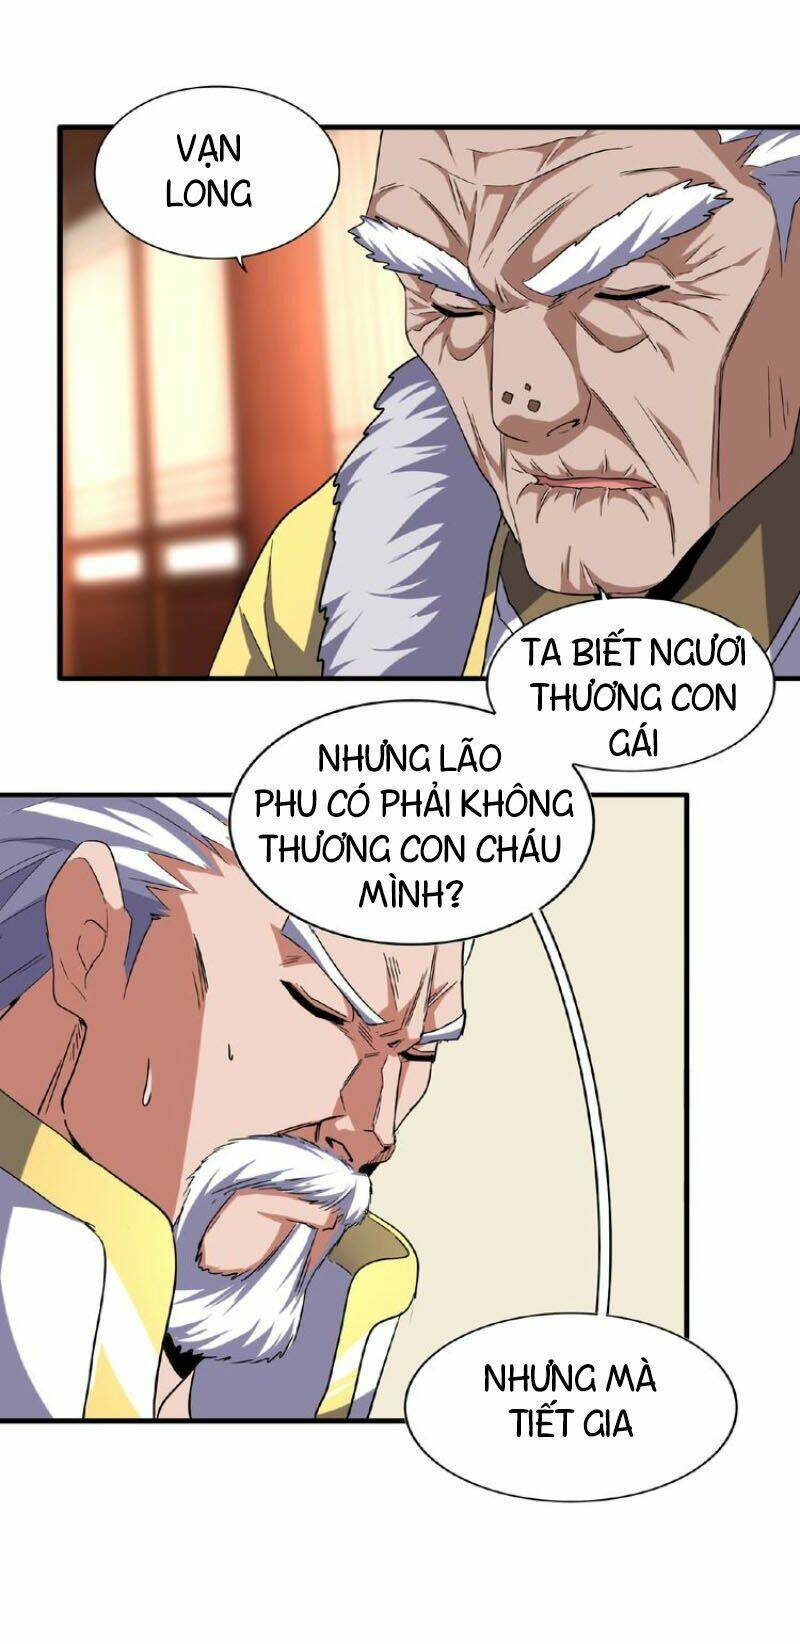 VẠN
LONG
TA BIẾT NGƯƠI
THƯƠNG CON
GÁI
NHƯNG LÃO
PHU CÓ PHẢI KHÔNG
THƯƠNG CON CHÁU
MÌNH?
NHƯNG MÀ
TIẾT GIA